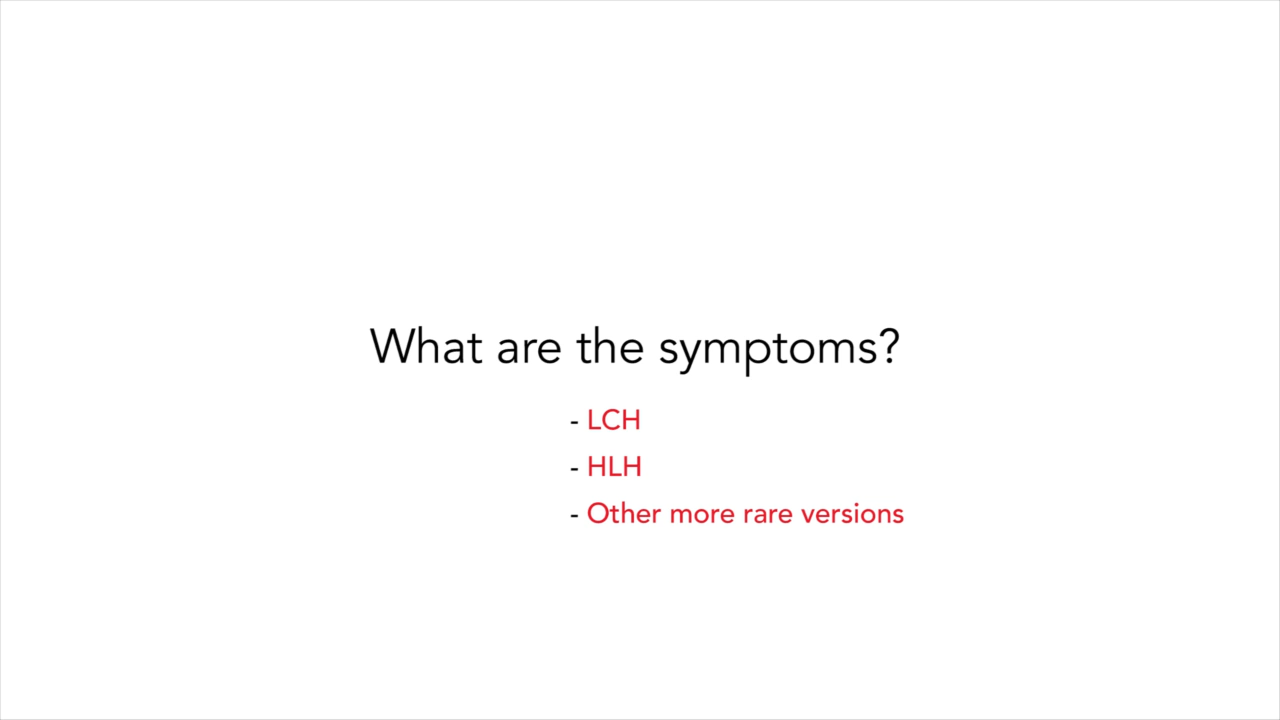 What are the symptoms?
- LCH
- HLH
- Other more rare versions